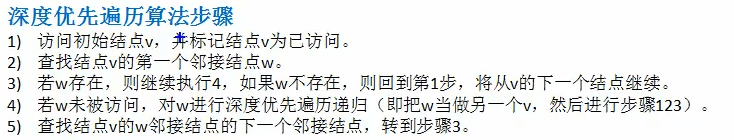 深度优先遍历算法步骤
1) 访问初始结点v，并标记结点v为已访问。
2) 查找结点v的第一个邻接结点w。
3) 若w存在，则继续执行4，如果w不存在，则回到第1步，将从v的下一个结点继续。
4) 若w未被访问，对w进行深度优先遍历递归（即把w当做另一个v，然后进行步骤123）。
5) 查找结点v的w邻接结点的下一个邻接结点，转到步骤3。